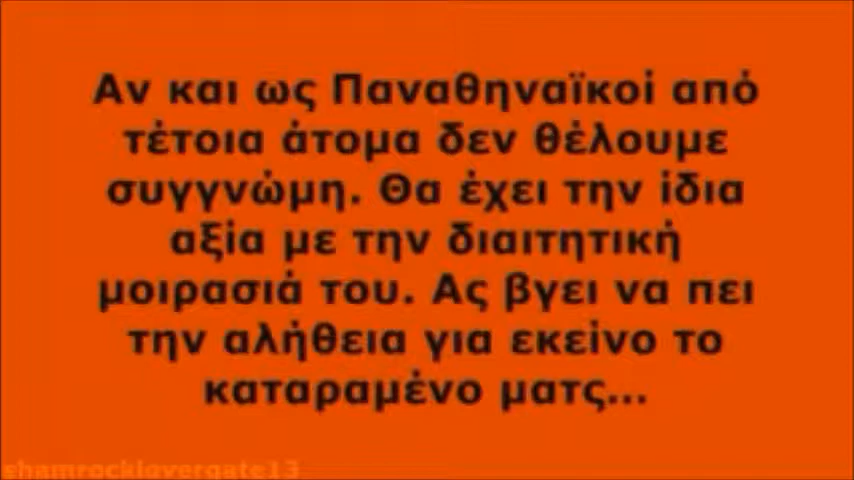 Αν και ως Παναθηναϊκοί από
τέτοια άτομα δεν θέλουμε
συγγνώμη. Θα έχει την ίδια
αξία με την διαιτητική
μοιρασιά του. Ας βγει να πει
την αλήθεια για εκείνο το
καταραμένο ματς...
shamrocklovergate13